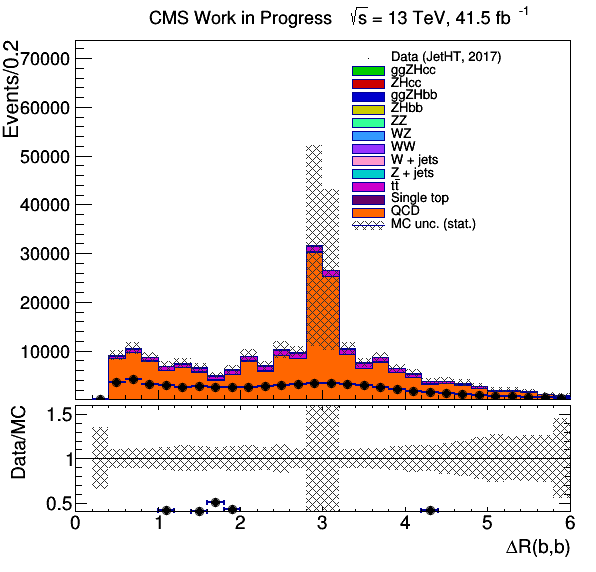 CMS Work in Progress √s = 13 TeV, 41.5 fb⁻¹
Events/0.2
70000
60000
50000
40000
30000
20000
10000
Data (JetHT, 2017)
ggZHcc
ZHcc
ggZHbb
ZHbb
ZZ
WZ
WW
W + jets
Z + jets
tt̄
Single top
QCD
MC unc. (stat.)
Data/MC
1.5
1
0.5
0 1 2 3 4 5 6
ΔR(b,b)